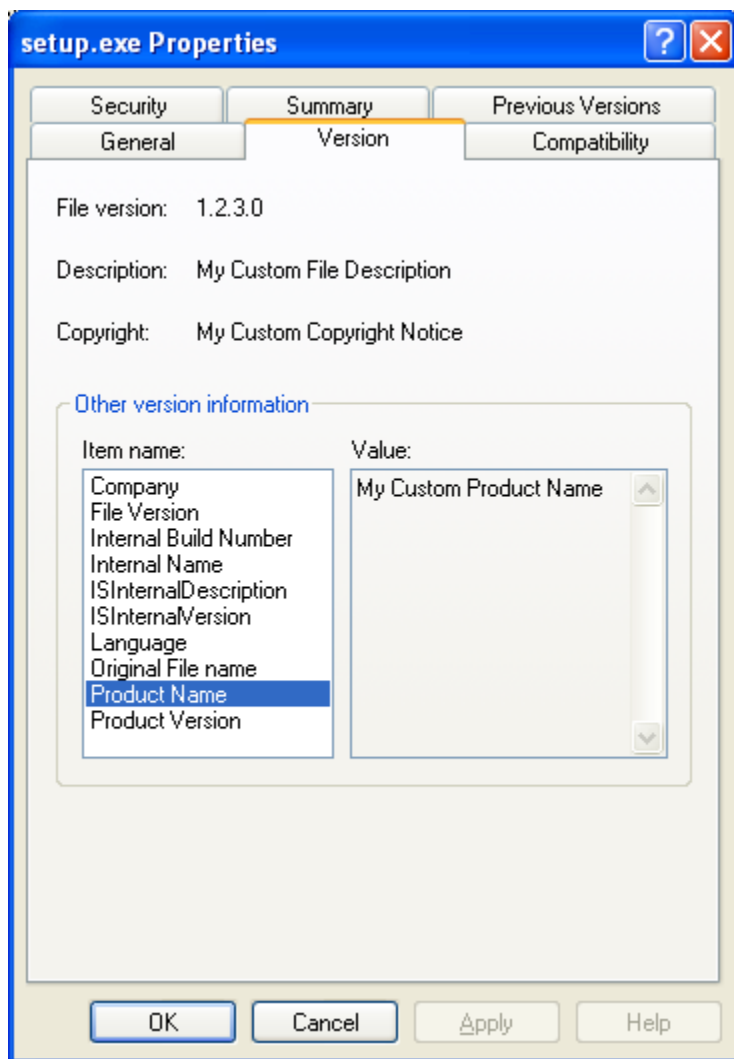 setup.exe Properties
Security Summary Previous Versions
General Version Compatibility
File version: 1.2.3.0
Description: My Custom File Description
Copyright: My Custom Copyright Notice
Other version information
Item name: Value:
Company My Custom Product Name
File Version
Internal Build Number
Internal Name
ISInternalDescription
ISInternalVersion
Language
Original File name
Product Name
Product Version
OK Cancel Apply Help